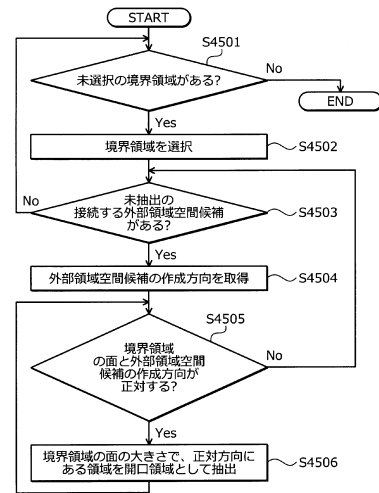 START
S4501
未選択の境界領域がある?
No
END
Yes
境界領域を選択
S4502
未抽出の
接続する外部領域空間候補
がある?
No
S4503
Yes
外部領域空間候補の作成方向を取得
S4504
S4505
境界領域
の面と外部領域空間
候補の作成方向が
正対する?
No
Yes
境界領域の面の大きさで、正対方向に
ある領域を開口領域として抽出
S4506